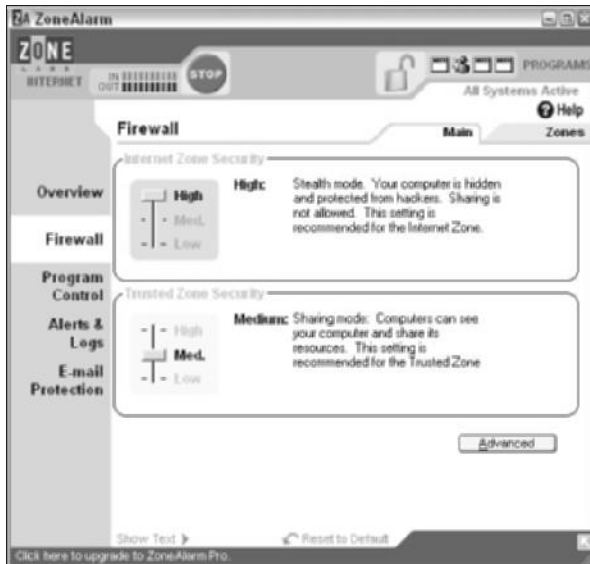 ZA ZoneAlarm
ZONE
LABS
INTERNET
IN
OUT
STOP
PROGRAMS
All Systems Active
Help
Firewall
Main
Zones
Overview
Firewall
Program
Control
Alerts &
Logs
E-mail
Protection
Internet Zone Security
High
Med.
Low
High: Stealth mode. Your computer is hidden
and protected from hackers. Sharing is
not allowed. This setting is
recommended for the Internet Zone.
Trusted Zone Security
High
Med.
Low
Medium: Sharing mode: Computers can see
your computer and share its
resources. This setting is
recommended for the Trusted Zone
Advanced
Show Text
Reset to Default
Click here to upgrade to ZoneAlarm Pro.